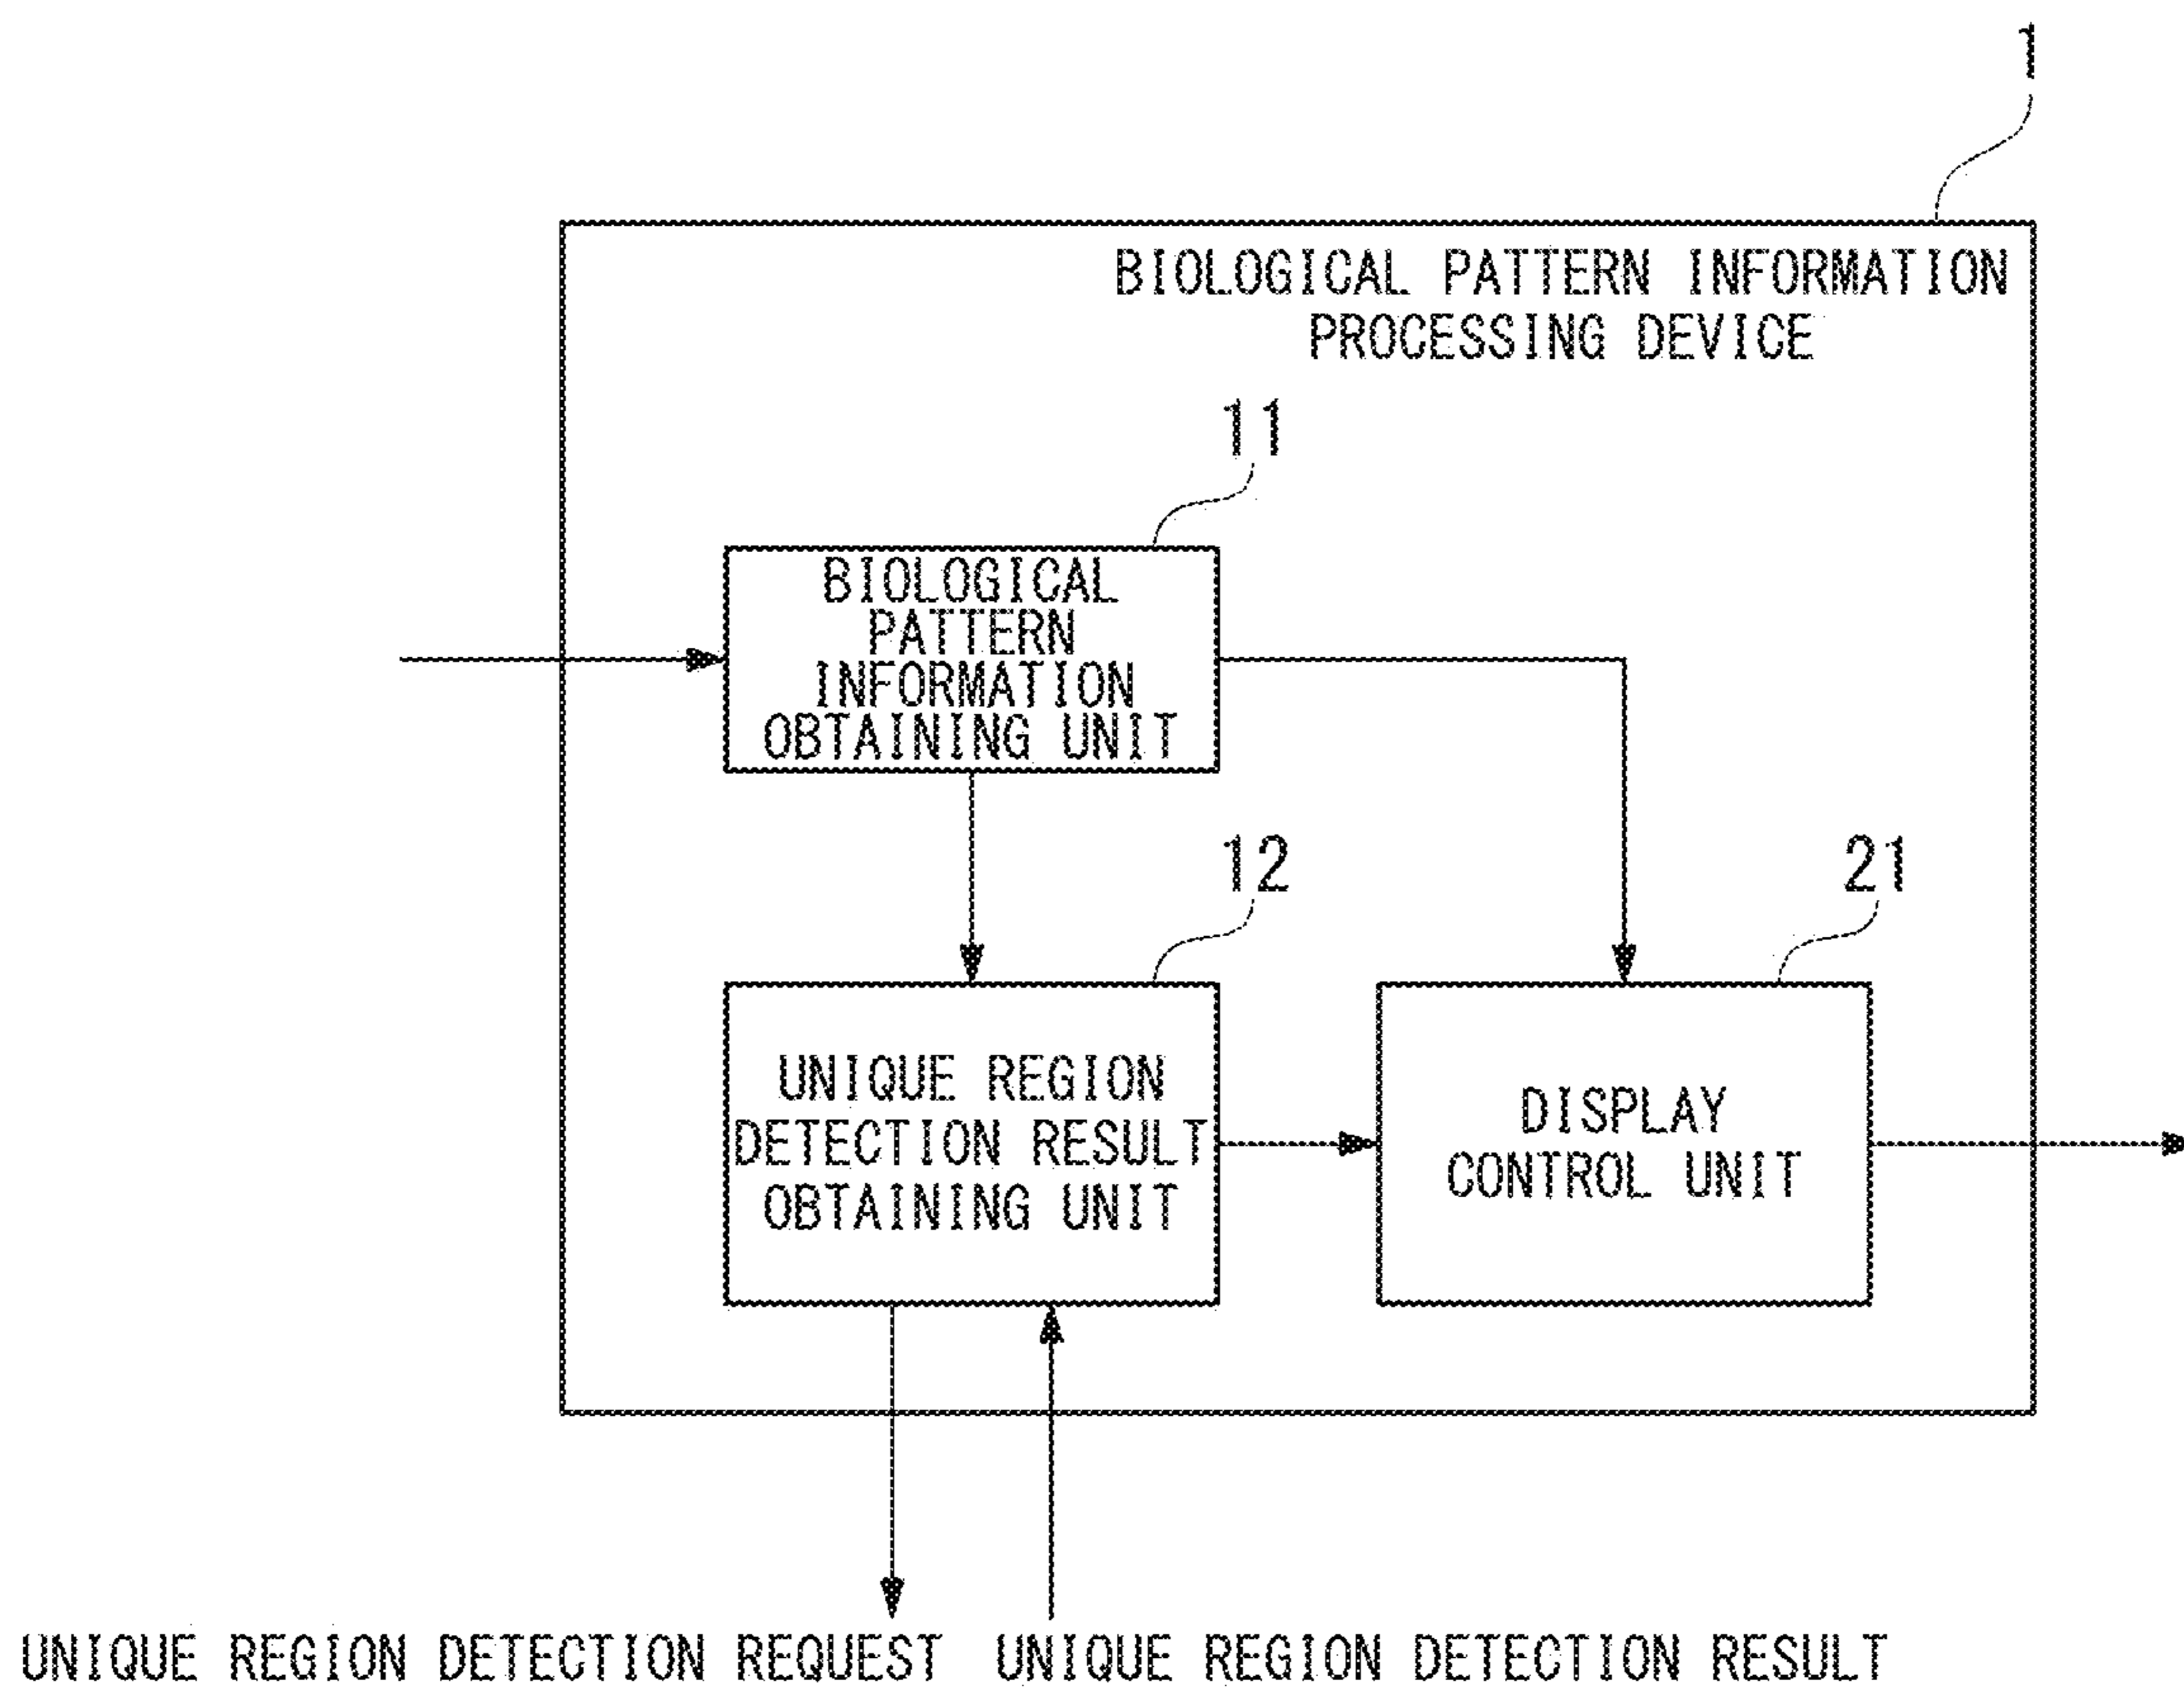 1
BIOLOGICAL PATTERN INFORMATION
PROCESSING DEVICE
11
BIOLOGICAL
PATTERN
INFORMATION
OBTAINING UNIT
12
21
UNIQUE REGION
DETECTION RESULT
OBTAINING UNIT
DISPLAY
CONTROL UNIT
UNIQUE REGION DETECTION REQUEST
UNIQUE REGION DETECTION RESULT